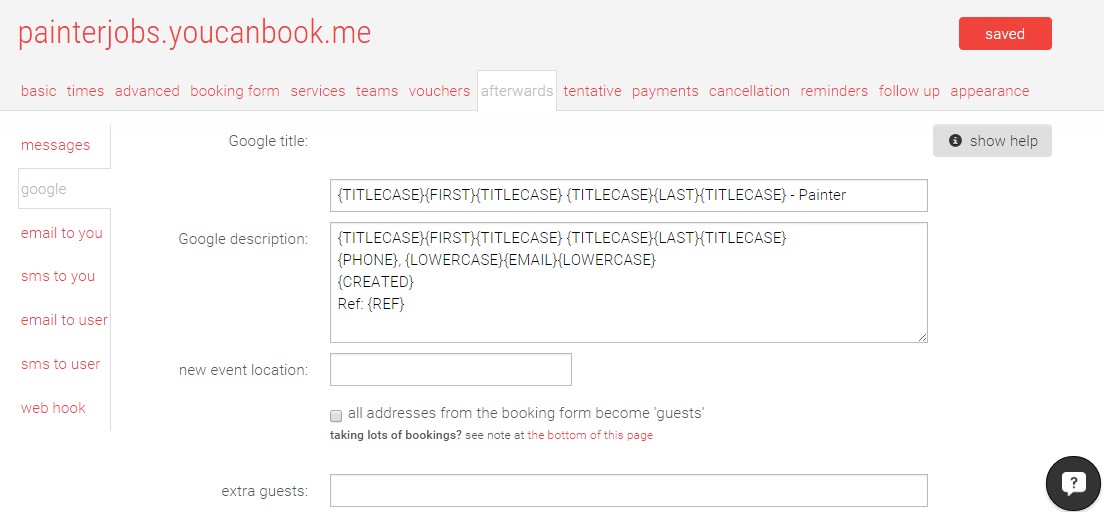 painterjobs.youcanbook.me
saved
basic times advanced booking form services teams vouchers afterwards tentative payments cancellation reminders follow up appearance
messages
google
email to you
sms to you
email to user
sms to user
web hook
Google title:
show help
{TITLECASE}{FIRST}{TITLECASE} {TITLECASE}{LAST}{TITLECASE} - Painter
Google description:
{TITLECASE}{FIRST}{TITLECASE} {TITLECASE}{LAST}{TITLECASE}
{PHONE}, {LOWERCASE}{EMAIL}{LOWERCASE}
{CREATED}
Ref: {REF}
new event location:
all addresses from the booking form become 'guests'
taking lots of bookings? see note at the bottom of this page
extra guests: